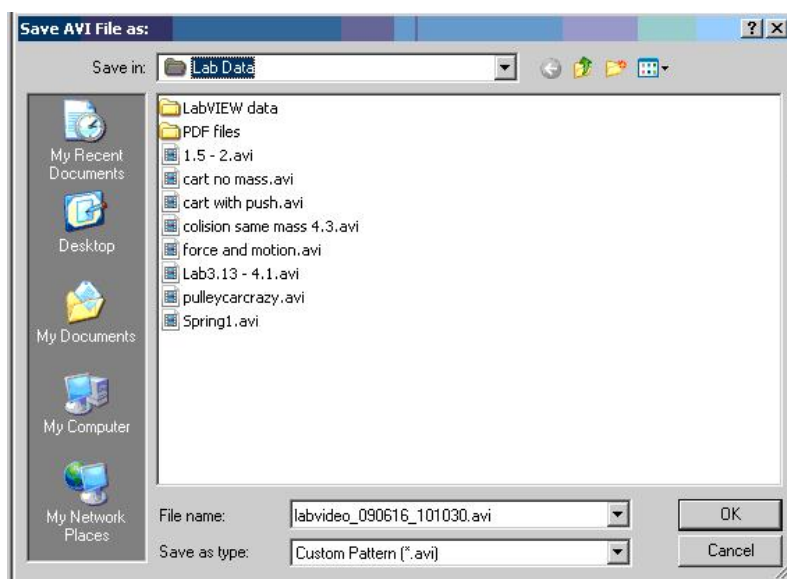 Save AVI File as:
Save in: Lab Data
My Recent
Documents
Desktop
My Documents
My Computer
My Network
Places
LabVIEW data
PDF files
1.5 - 2.avi
cart no mass.avi
cart with push.avi
colision same mass 4.3.avi
force and motion.avi
Lab3.13 - 4.1.avi
pulleycarcrazy.avi
Spring1.avi
File name: labvideo_090616_101030.avi OK
Save as type: Custom Pattern (*.avi) Cancel